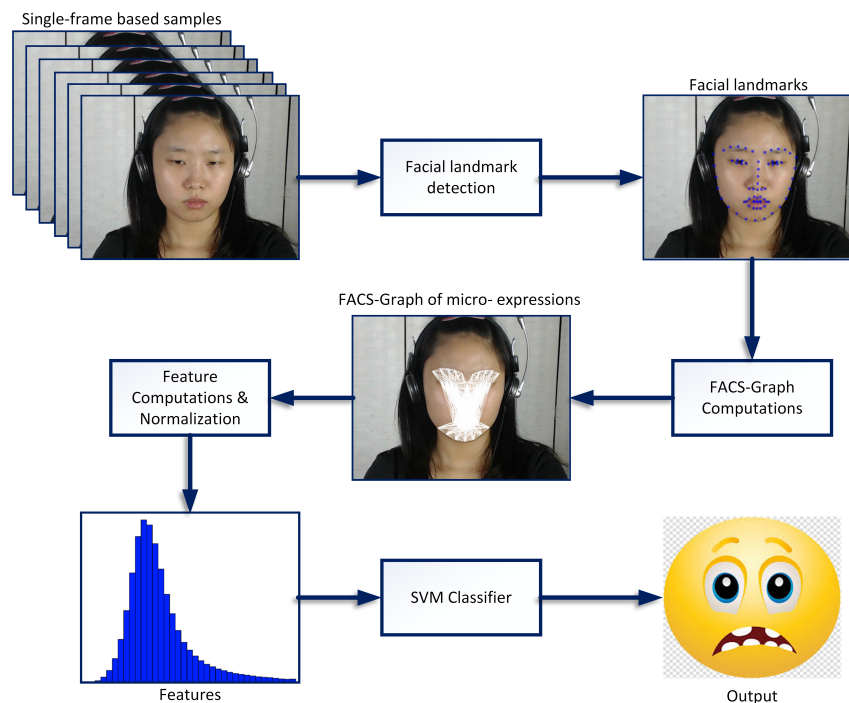 Single-frame based samples
Facial landmark
detection
Facial landmarks
FACS-Graph
Computations
FACS-Graph of micro- expressions
Feature
Computations &
Normalization
Features
SVM Classifier
Output